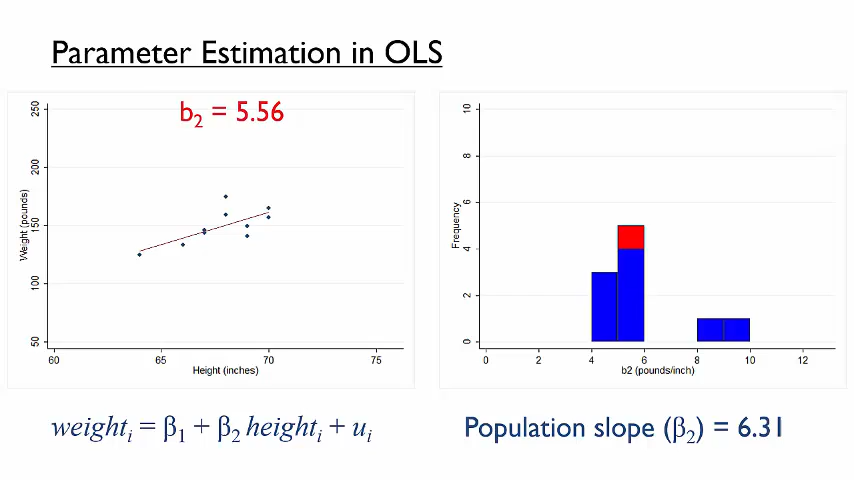 Parameter Estimation in OLS
b₂ = 5.56
250
200
150
100
50
Weight (pounds)
60 65 70 75
Height (inches)
10
8
6
4
2
0
Frequency
0 2 4 6 8 10 12
b2 (pounds/inch)
weightᵢ = β₁ + β₂ heightᵢ + uᵢ
Population slope (β₂) = 6.31